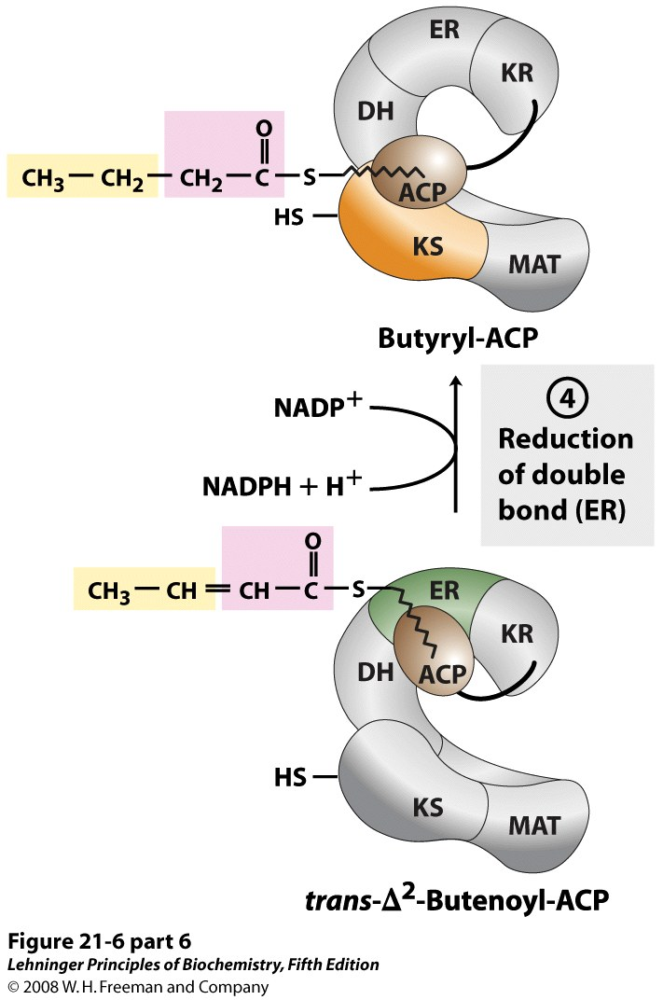 ER
KR
DH
O
CH₃ — CH₂ — CH₂ — C — S
ACP
HS
KS
MAT
Butyryl-ACP
4
NADP⁺
Reduction
of double
bond (ER)
NADPH + H⁺
O
CH₃ — CH = CH — C — S
ER
KR
DH
ACP
HS
KS
MAT
trans-Δ²-Butenoyl-ACP
Figure 21-6 part 6
Lehninger Principles of Biochemistry, Fifth Edition
© 2008 W. H. Freeman and Company